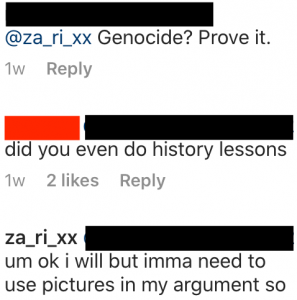 @za_ri_xx Genocide? Prove it.
1w Reply
did you even do history lessons
1w 2 likes Reply
za_ri_xx
um ok i will but imma need to
use pictures in my argument so